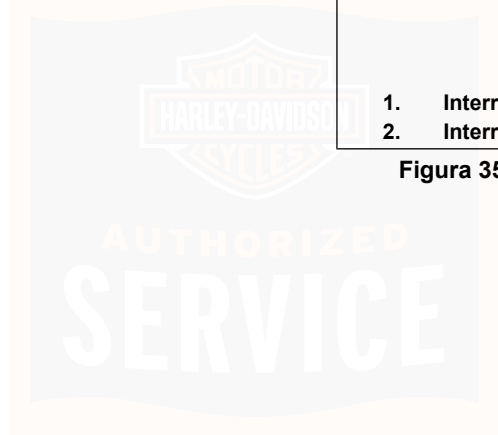 1. Interr
2. Interr
Figura 35
MOTOR
HARLEY-DAVIDSON
CYCLES
AUTHORIZED
SERVICE